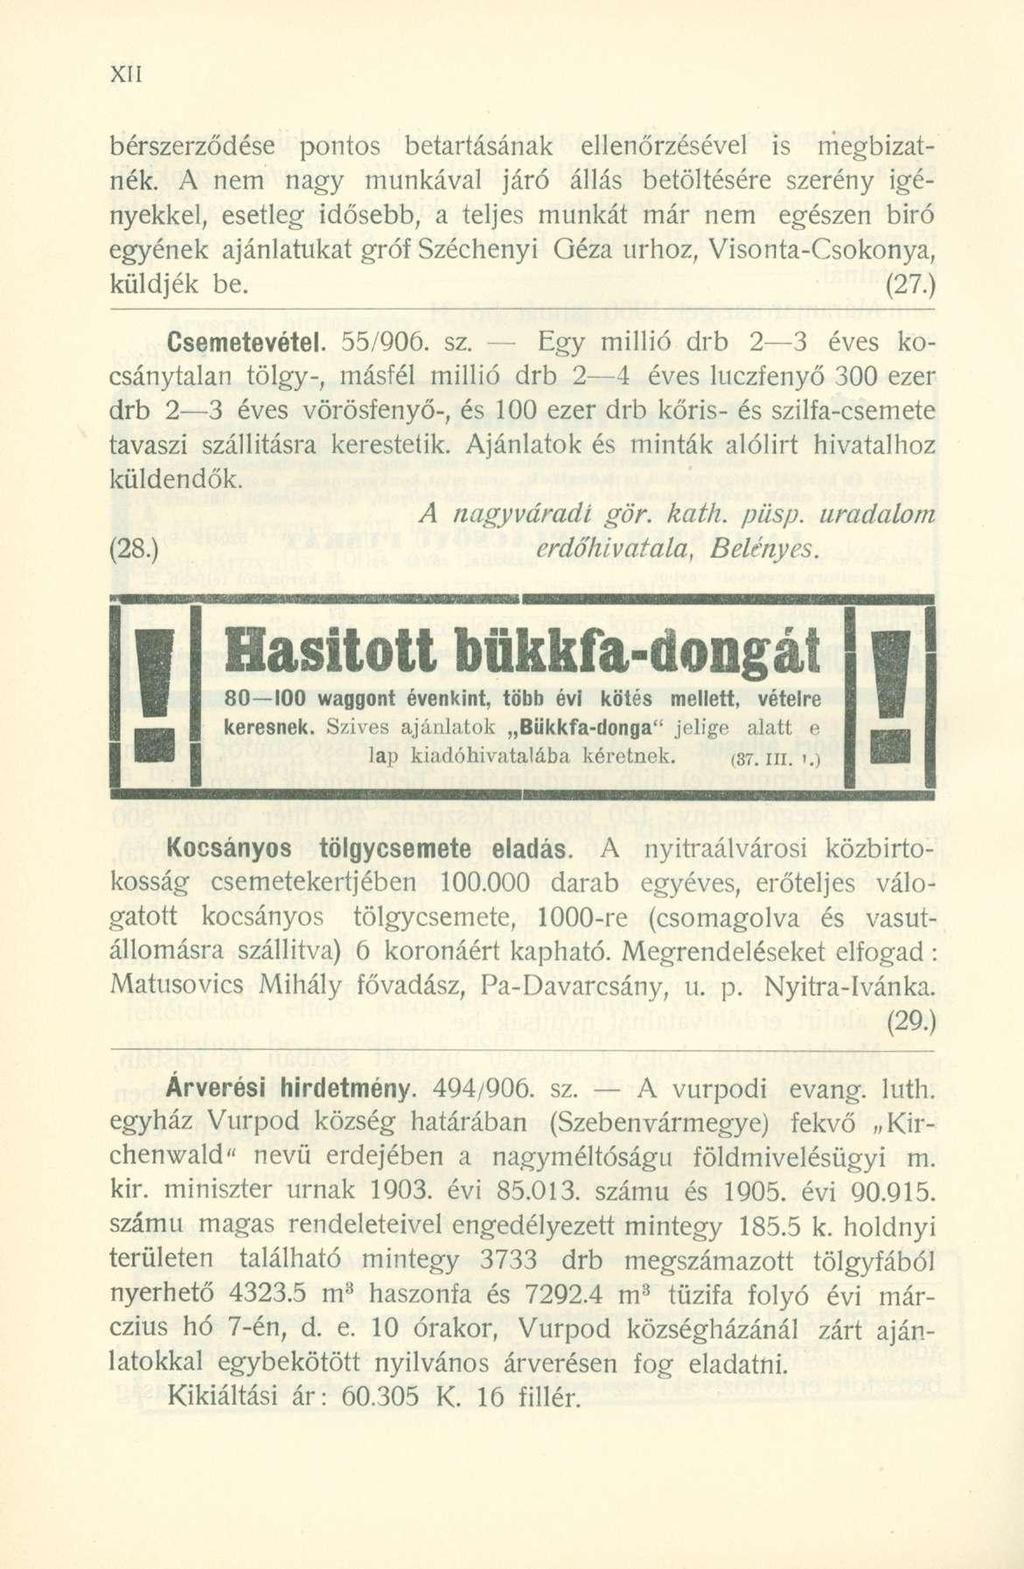 XII
bérszerződése pontos betartásának ellenőrzésével is megbizat-
nék. A nem nagy munkával járó állás betöltésére szerény igé-
nyekkel, esetleg idősebb, a teljes munkát már nem egészen biró
egyének ajánlatukat gróf Széchenyi Géza urhoz, Visonta-Csokonya,
küldjék be. (27.)
Csemetevétel. 55/906. sz. — Egy millió drb 2—3 éves ko-
csánytalan tölgy-, másfél millió drb 2—4 éves luczfenyő 300 ezer
drb 2—3 éves vörösfenyő-, és 100 ezer drb kőris- és szilfa-csemete
tavaszi szállitásra kerestetik. Ajánlatok és minták alólirt hivatalhoz
küldendők.
A nagyváradi gör. kath. püsp. uradalom
(28.) erdőhivatala, Belényes.
! Hasitott bükkfa-dongát !
80—100 waggont évenkint, több évi kötés mellett, vételre
keresnek. Szives ajánlatok „Bükkfa-donga" jelige alatt e
lap kiadóhivatalába kéretnek. (37. III. 1.)
Kocsányos tölgycsemete eladás. A nyitraálvárosi közbirto-
kosság csemetekertjében 100.000 darab egyéves, erőteljes válo-
gatott kocsányos tölgycsemete, 1000-re (csomagolva és vasut-
állomásra szállitva) 6 koronáért kapható. Megrendeléseket elfogad :
Matusovics Mihály fővadász, Pa-Davarcsány, u. p. Nyitra-Ivánka.
(29.)
Árverési hirdetmény. 494/906. sz. — A vurpodi evang. luth.
egyház Vurpod község határában (Szebenvármegye) fekvő „Kir-
chenwald" nevü erdejében a nagyméltóságu földmivelésügyi m.
kir. miniszter urnak 1903. évi 85.013. számu és 1905. évi 90.915.
számu magas rendeleteivel engedélyezett mintegy 185.5 k. holdnyi
területen található mintegy 3733 drb megszámazott tölgyfából
nyerhető 4323.5 m³ haszonfa és 7292.4 m³ tüzifa folyó évi már-
czius hó 7-én, d. e. 10 órakor, Vurpod községházánál zárt aján-
latokkal egybekötött nyilvános árverésen fog eladatni.
Kikiáltási ár: 60.305 K. 16 fillér.